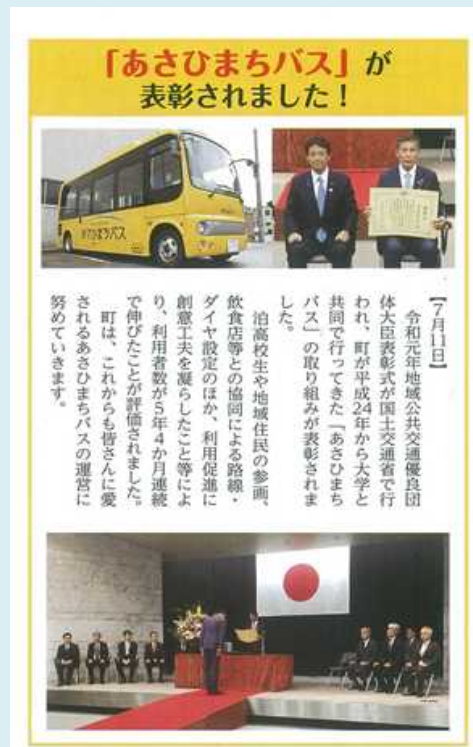 「あさひまちバス」が
表彰されました！
あさひまちバス
【７月11日】
　令和元年地域公共交通優良団
体大臣表彰式が国土交通省で行
われ、町が平成24年から大学と
共同で行ってきた「あさひまち
バス」の取り組みが表彰されま
した。
　泊高校生や地域住民の参画、
飲食店等との協同による路線・
ダイヤ設定のほか、利用促進に
創意工夫を凝らしたこと等によ
り、利用者数が5年4か月連続
で伸びたことが評価されました。
　町は、これからも皆さんに愛
されるあさひまちバスの運営に
努めていきます。